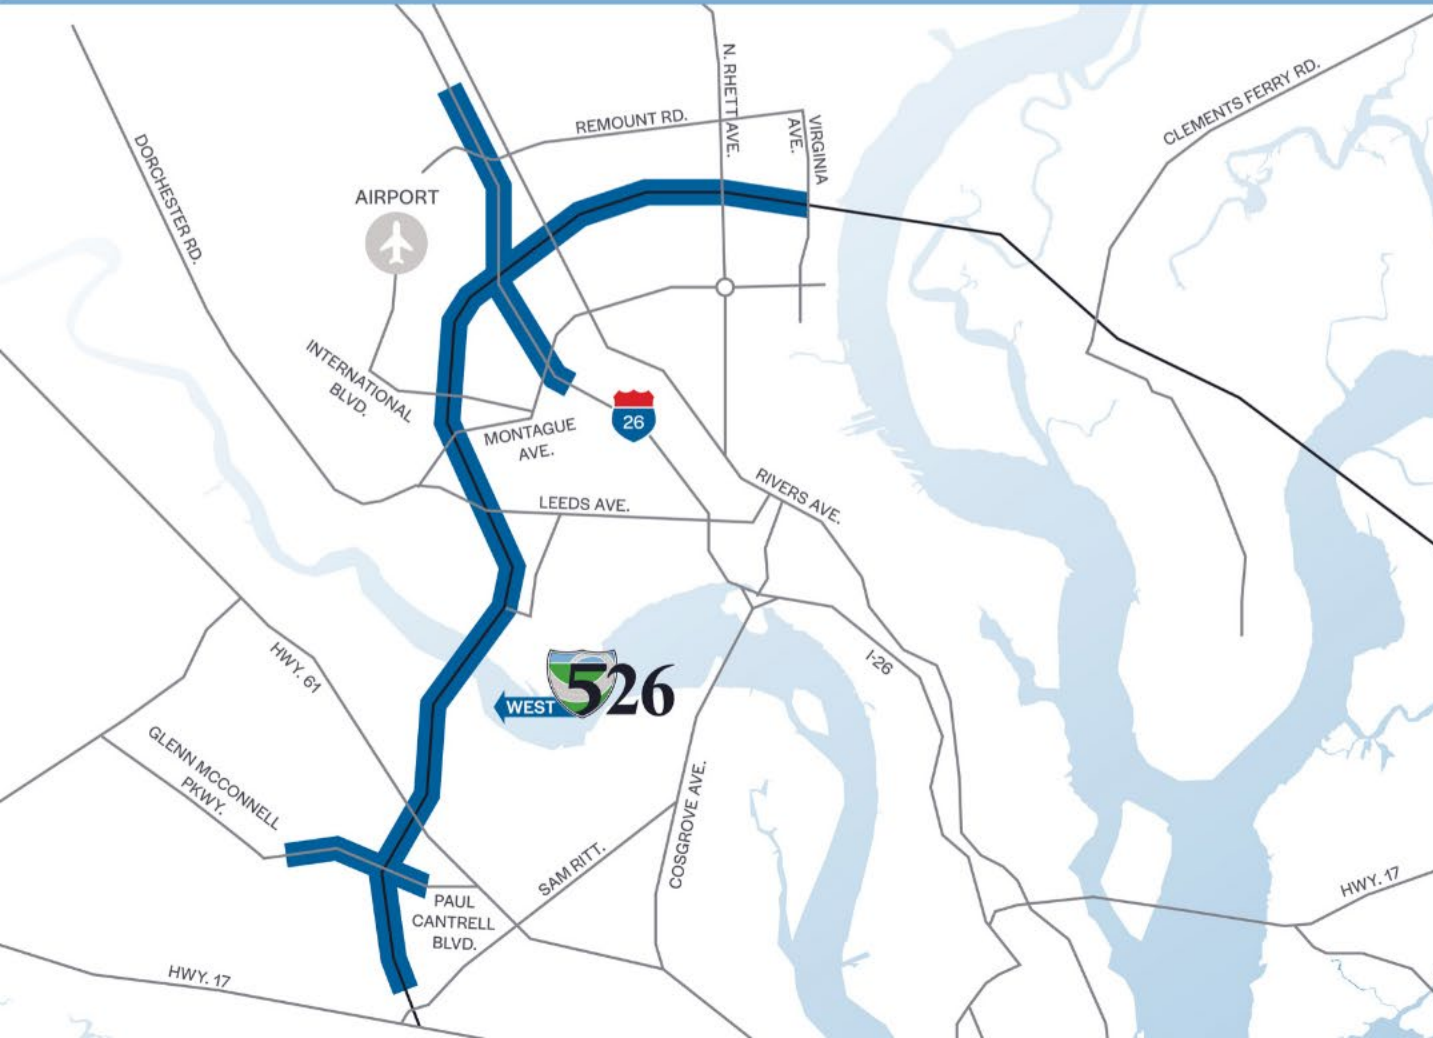 N. RHETT AVE.
CLEMENTS FERRY RD.
REMOUNT RD.
VIRGINIA
AVE.
DORCHESTER RD.
AIRPORT
INTERNATIONAL
BLVD.
26
MONTAGUE
AVE.
LEEDS AVE.
RIVERS AVE.
HWY. 61
I-26
WEST
526
GLENN MCCONNELL
PKWY.
COSGROVE AVE.
SAM RITT.
PAUL
CANTRELL
BLVD.
HWY. 17
HWY. 17